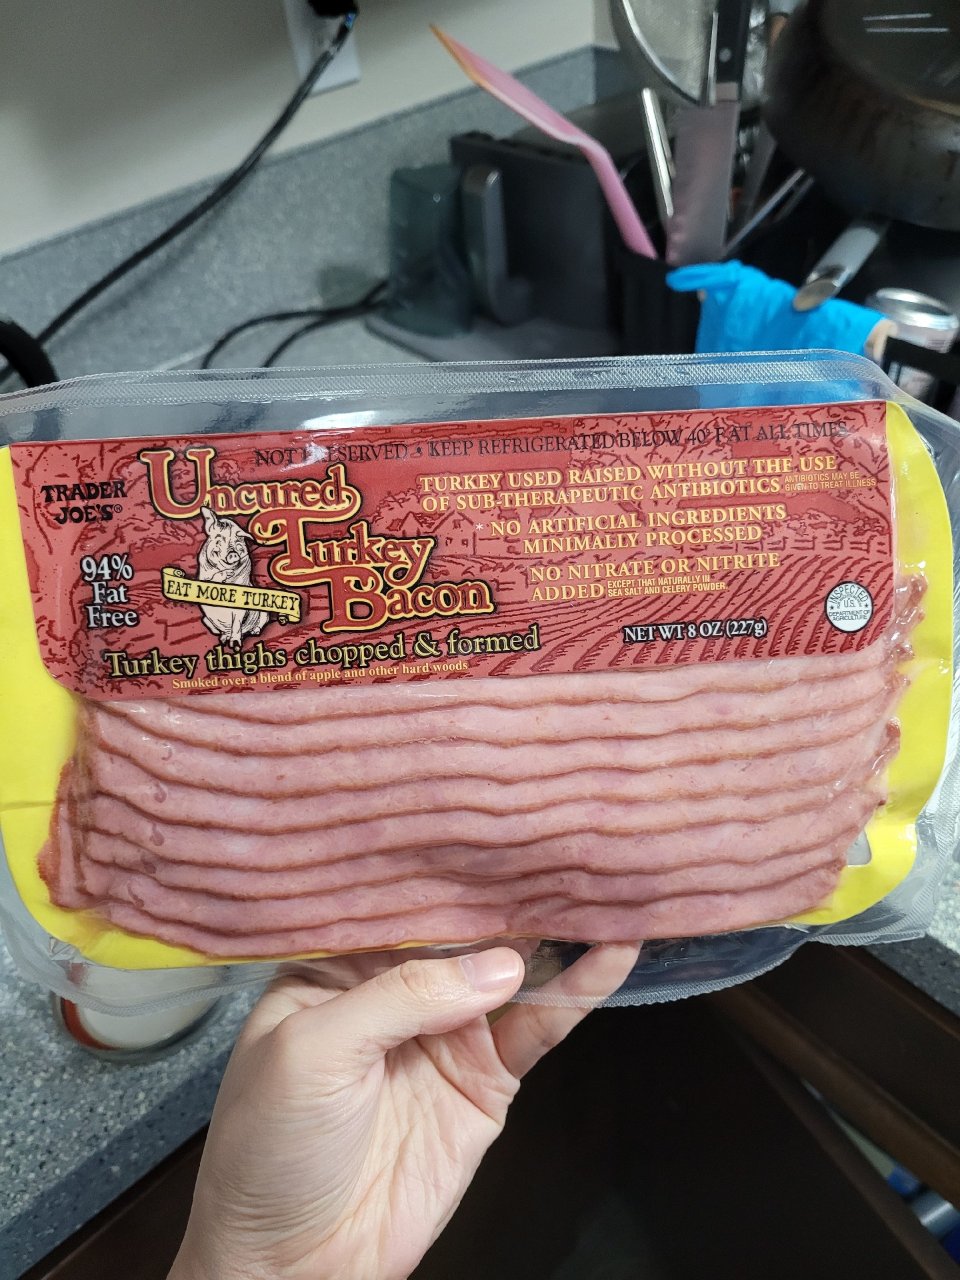 NOT PRESERVED • KEEP REFRIGERATED BELOW 40° F AT ALL TIMES
TRADER
JOE'S®
Uncured
Turkey
Bacon
EAT MORE TURKEY
94%
Fat
Free
TURKEY USED RAISED WITHOUT THE USE
OF SUB-THERAPEUTIC ANTIBIOTICS
ANTIBIOTICS MAY BE
GIVEN TO TREAT ILLNESS
* NO ARTIFICIAL INGREDIENTS
MINIMALLY PROCESSED
NO NITRATE OR NITRITE
ADDED
EXCEPT THAT NATURALLY IN
SEA SALT AND CELERY POWDER.
Turkey thighs chopped & formed
Smoked over a blend of apple and other hard woods
NET WT 8 OZ (227g)
INSPECTED
U.S.
DEPARTMENT OF
AGRICULTURE